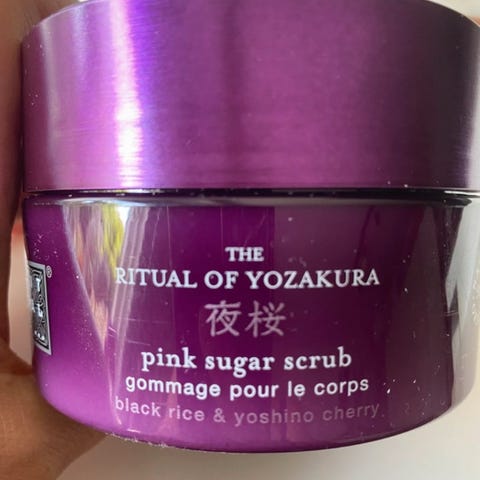 THE
RITUAL OF YOZAKURA
夜桜
pink sugar scrub
gommage pour le corps
black rice & yoshino cherry